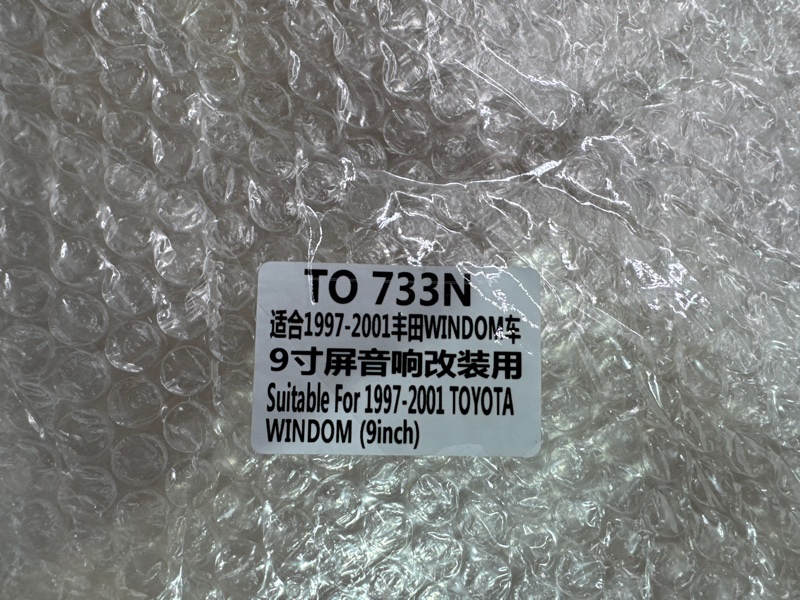 TO 733N
适合1997-2001丰田WINDOM车
9寸屏音响改装用
Suitable For 1997-2001 TOYOTA
WINDOM (9inch)